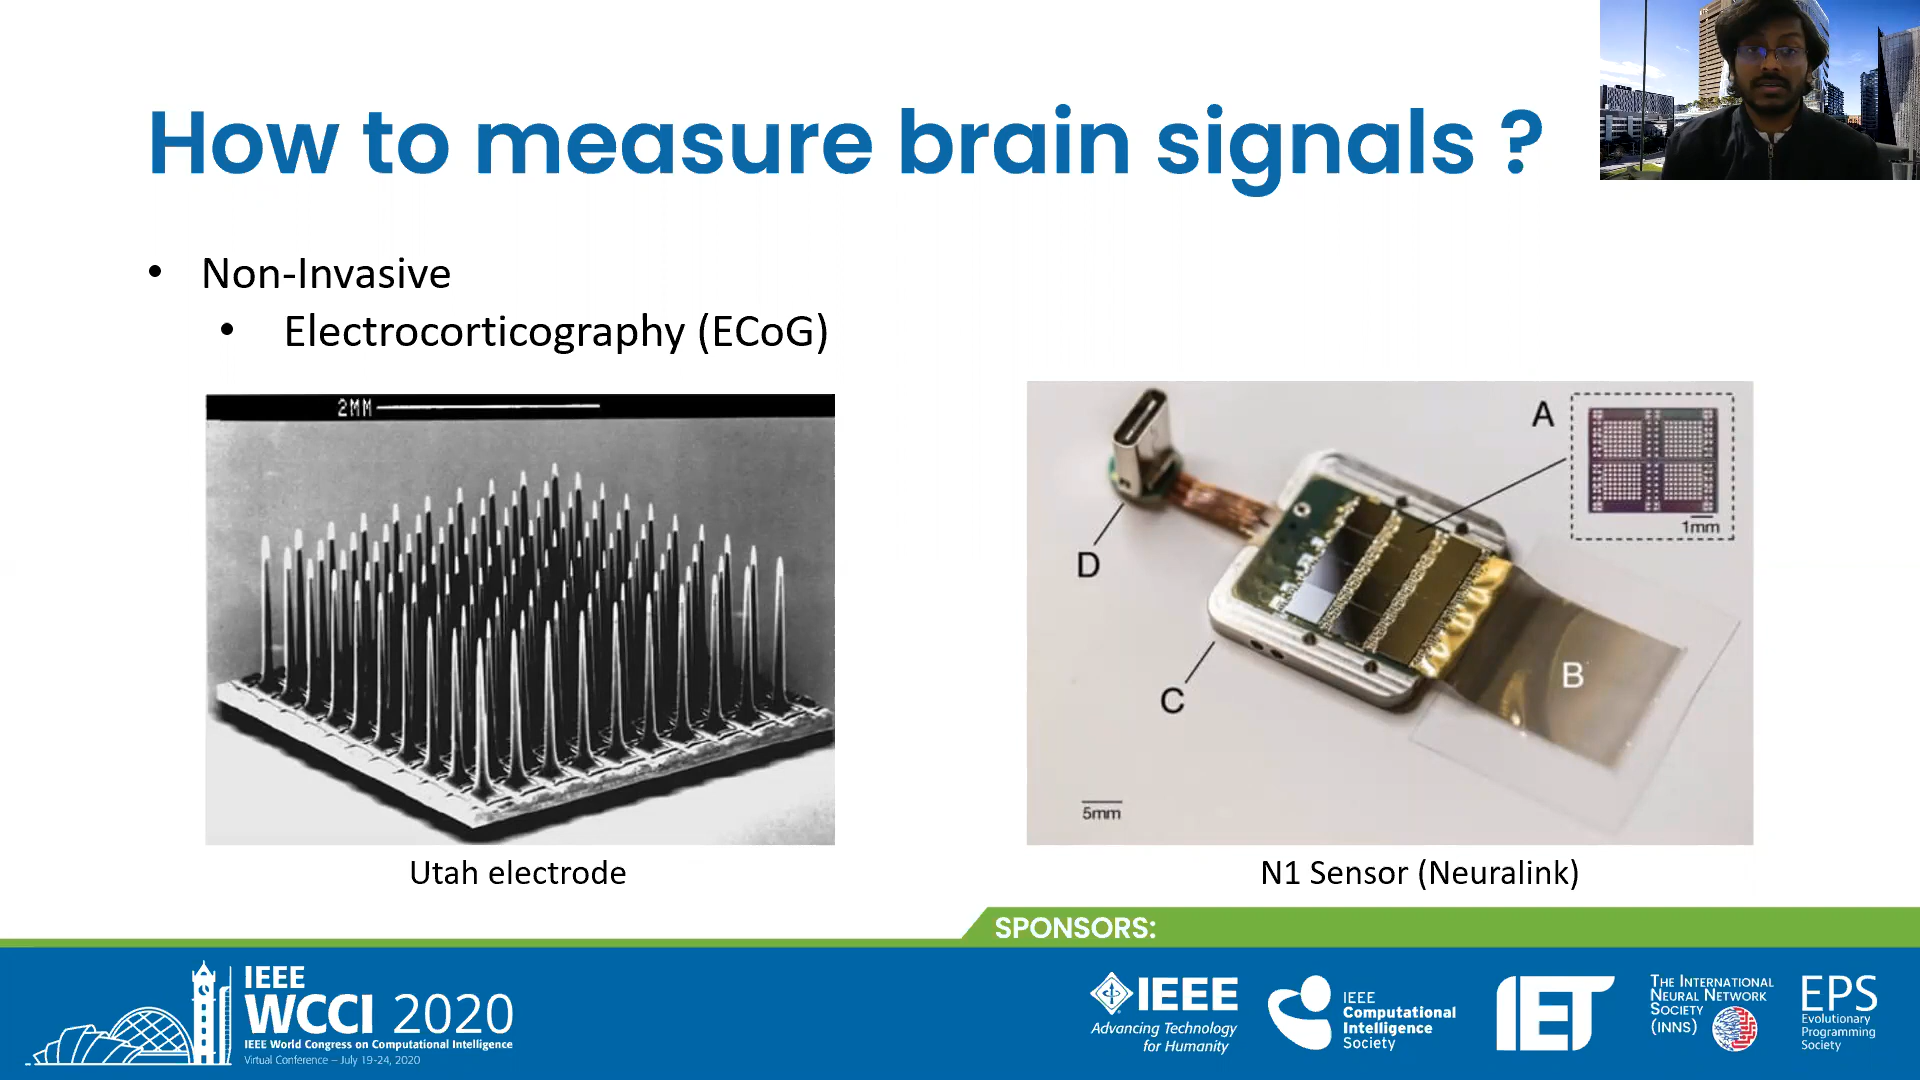 How to measure brain signals ?
• Non-Invasive
• Electrocorticography (ECoG)
2MM
A
1mm
D
B
C
5mm
Utah electrode
N1 Sensor (Neuralink)
SPONSORS:
IEEE
WCCI 2020
IEEE World Congress on Computational Intelligence
Virtual Conference – July 19-24, 2020
IEEE
Advancing Technology
for Humanity
IEEE
Computational
Intelligence
Society
IET
THE INTERNATIONAL
NEURAL NETWORK
SOCIETY
(INNS)
EPS
Evolutionary
Programming
Society